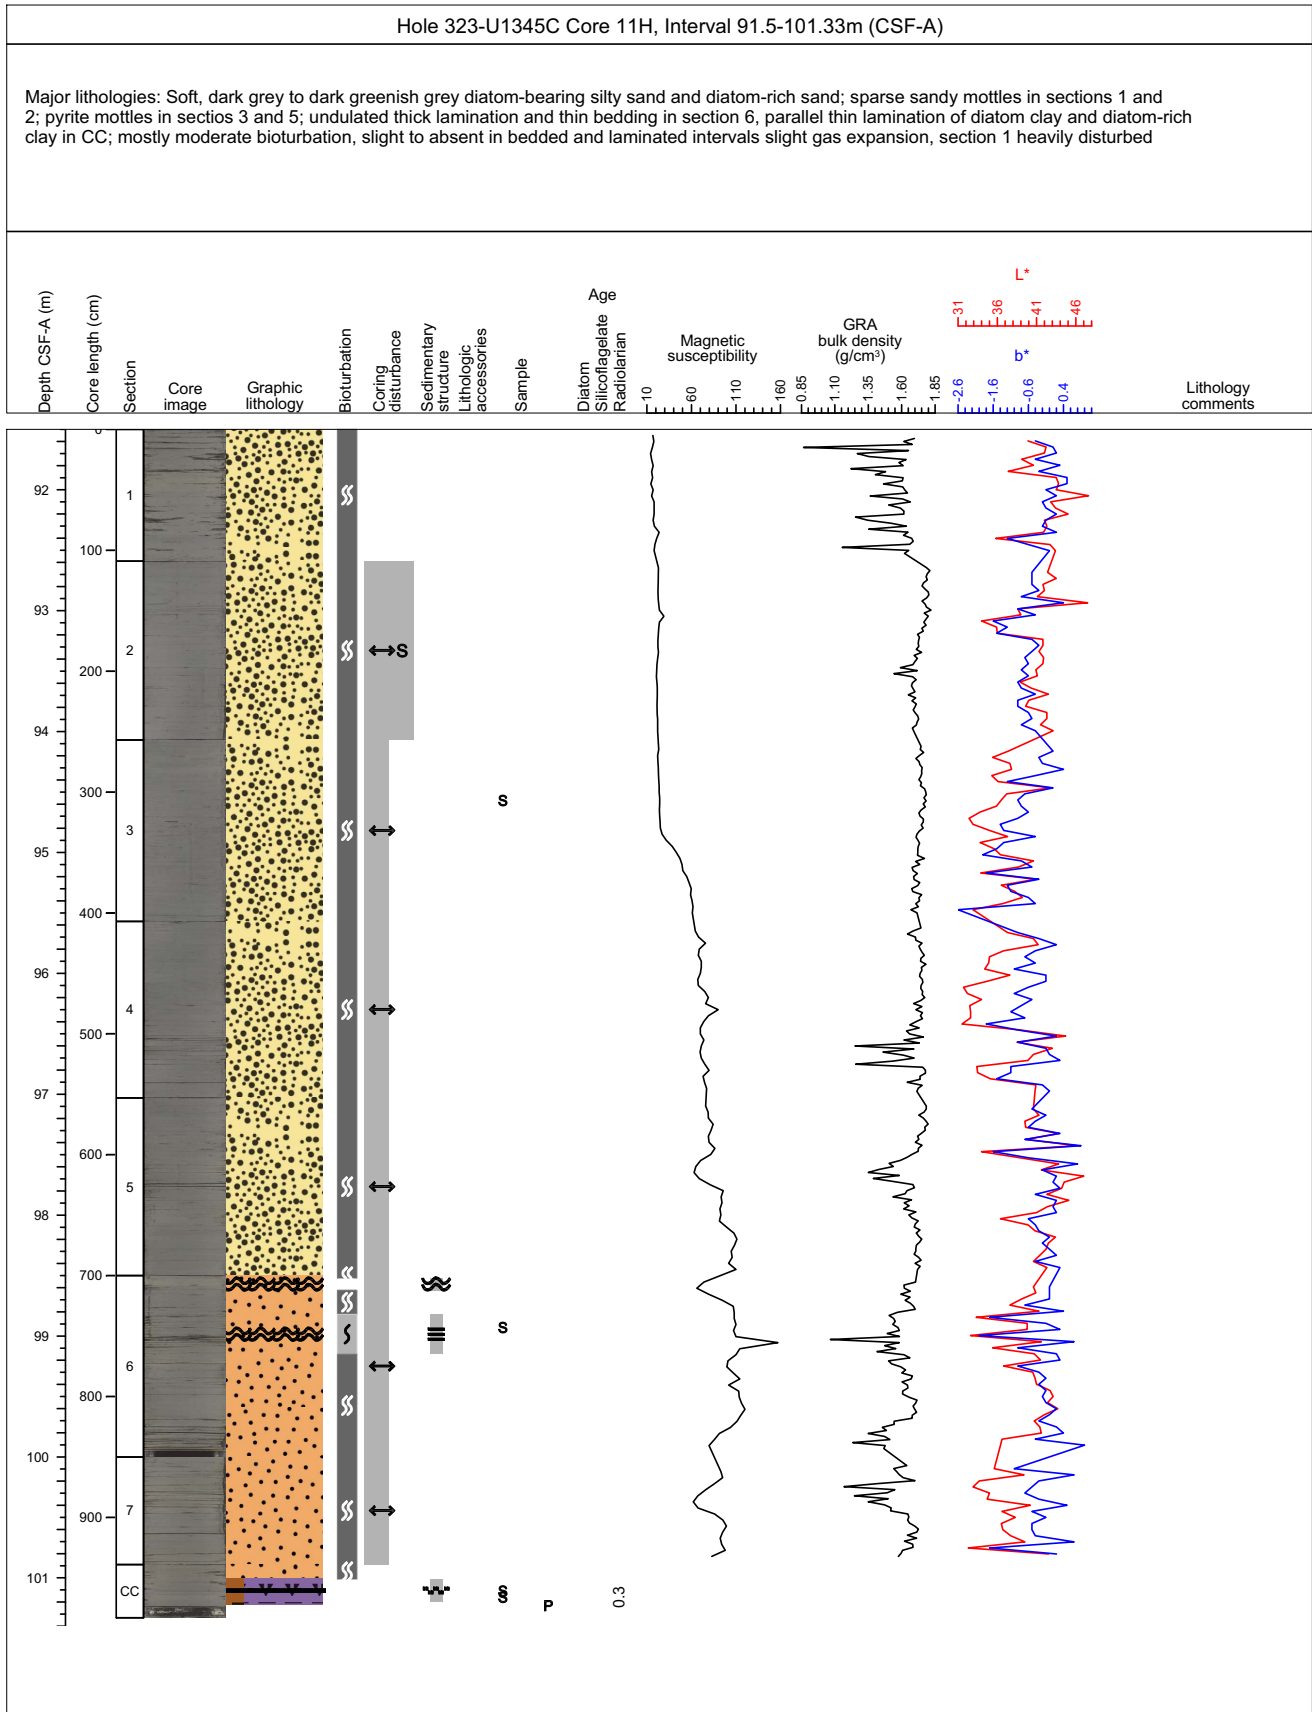 Hole 323-U1345C Core 11H, Interval 91.5-101.33m (CSF-A)
Major lithologies: Soft, dark grey to dark greenish grey diatom-bearing silty sand and diatom-rich sand; sparse sandy mottles in sections 1 and
2; pyrite mottles in sectios 3 and 5; undulated thick lamination and thin bedding in section 6, parallel thin lamination of diatom clay and diatom-rich
clay in CC; mostly moderate bioturbation, slight to absent in bedded and laminated intervals slight gas expansion, section 1 heavily disturbed
Depth CSF-A (m)
Core length (cm)
Section
Core
image
Graphic
lithology
Bioturbation
Coring
disturbance
Sedimentary
structure
Lithologic
accessories
Sample
Age
Diatom
Silicoflagelate
Radiolarian
Magnetic
susceptibility
10 60 110 160
GRA
bulk density
(g/cm³)
0.85 1.10 1.35 1.60 1.85
L*
31 36 41 46
b*
-2.6 -1.6 -0.6 0.4
Lithology
comments
0
92
1
100
93
2
S
200
94
300
S
3
95
400
96
4
500
97
600
5
98
700
99
S
6
800
100
7
900
101
CC
S
S
P
0.3